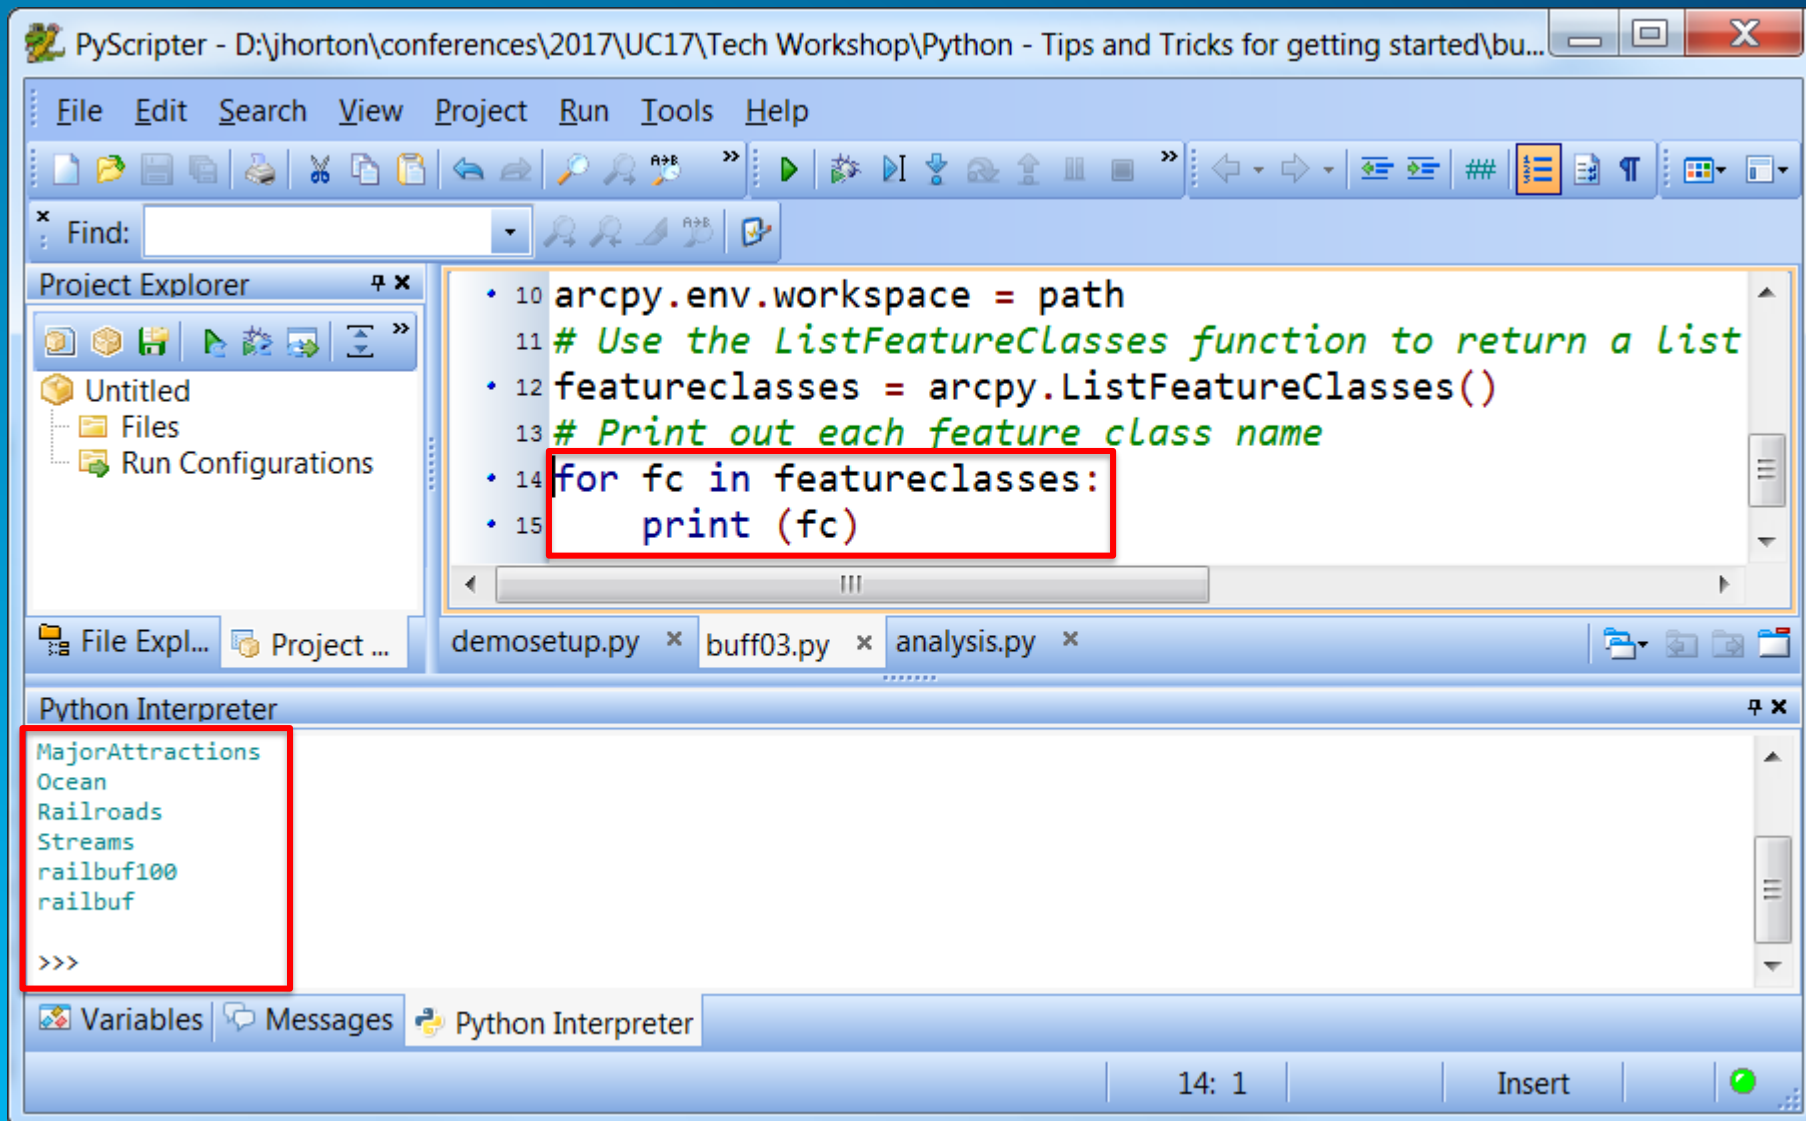 PyScripter - D:\jhorton\conferences\2017\UC17\Tech Workshop\Python - Tips and Tricks for getting started\bu...
File Edit Search View Project Run Tools Help
Find:
Project Explorer
Untitled
Files
Run Configurations
File Expl... Project ...
10 arcpy.env.workspace = path
11 # Use the ListFeatureClasses function to return a list
12 featureclasses = arcpy.ListFeatureClasses()
13 # Print out each feature class name
14 for fc in featureclasses:
15     print (fc)
demosetup.py buff03.py analysis.py
Python Interpreter
MajorAttractions
Ocean
Railroads
Streams
railbuf100
railbuf
>>>
Variables Messages Python Interpreter
14: 1 Insert